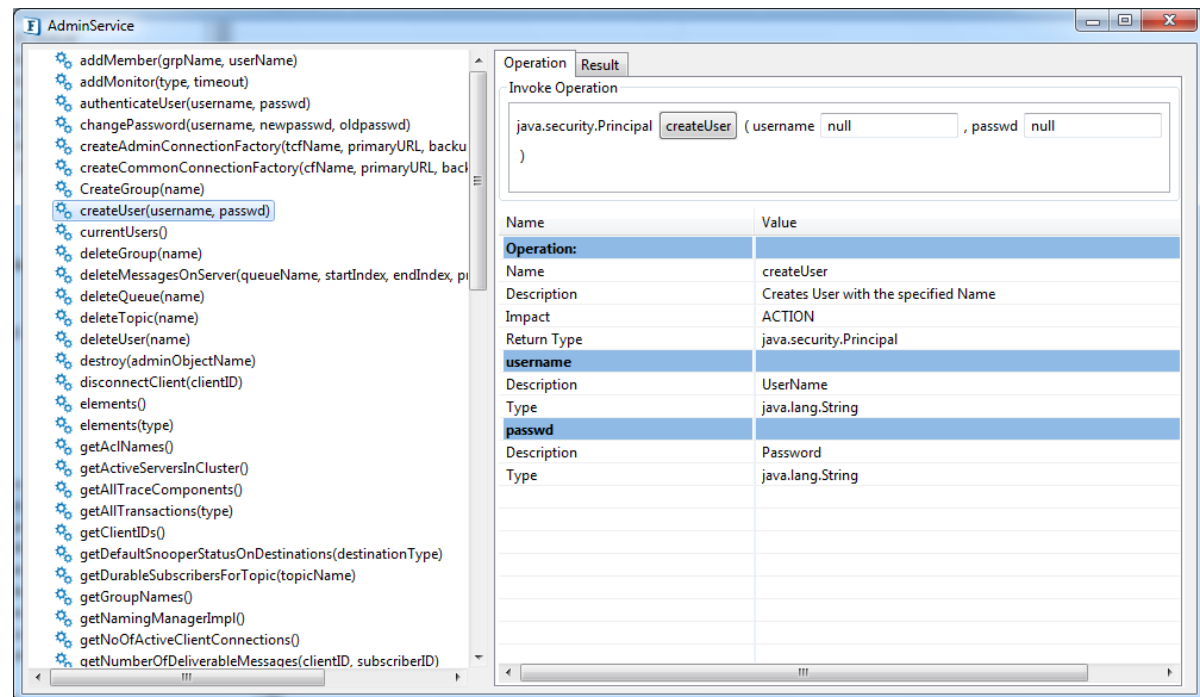 AdminService
addMember(grpName, userName)
addMonitor(type, timeout)
authenticateUser(username, passwd)
changePassword(username, newpasswd, oldpasswd)
createAdminConnectionFactory(tcfName, primaryURL, backu
createCommonConnectionFactory(cfName, primaryURL, back
CreateGroup(name)
createUser(username, passwd)
currentUsers()
deleteGroup(name)
deleteMessagesOnServer(queueName, startIndex, endIndex, pr
deleteQueue(name)
deleteTopic(name)
deleteUser(name)
destroy(adminObjectName)
disconnectClient(clientID)
elements()
elements(type)
getAclNames()
getActiveServersInCluster()
getAllTraceComponents()
getAllTransactions(type)
getClientIDs()
getDefaultSnooperStatusOnDestinations(destinationType)
getDurableSubscribersForTopic(topicName)
getGroupNames()
getNamingManagerImpl()
getNoOfActiveClientConnections()
getNumberOfDeliverableMessages(clientID, subscriberID)
Operation Result
Invoke Operation
java.security.Principal createUser ( username null , passwd null
)
Name Value
Operation:
Name createUser
Description Creates User with the specified Name
Impact ACTION
Return Type java.security.Principal
username
Description UserName
Type java.lang.String
passwd
Description Password
Type java.lang.String